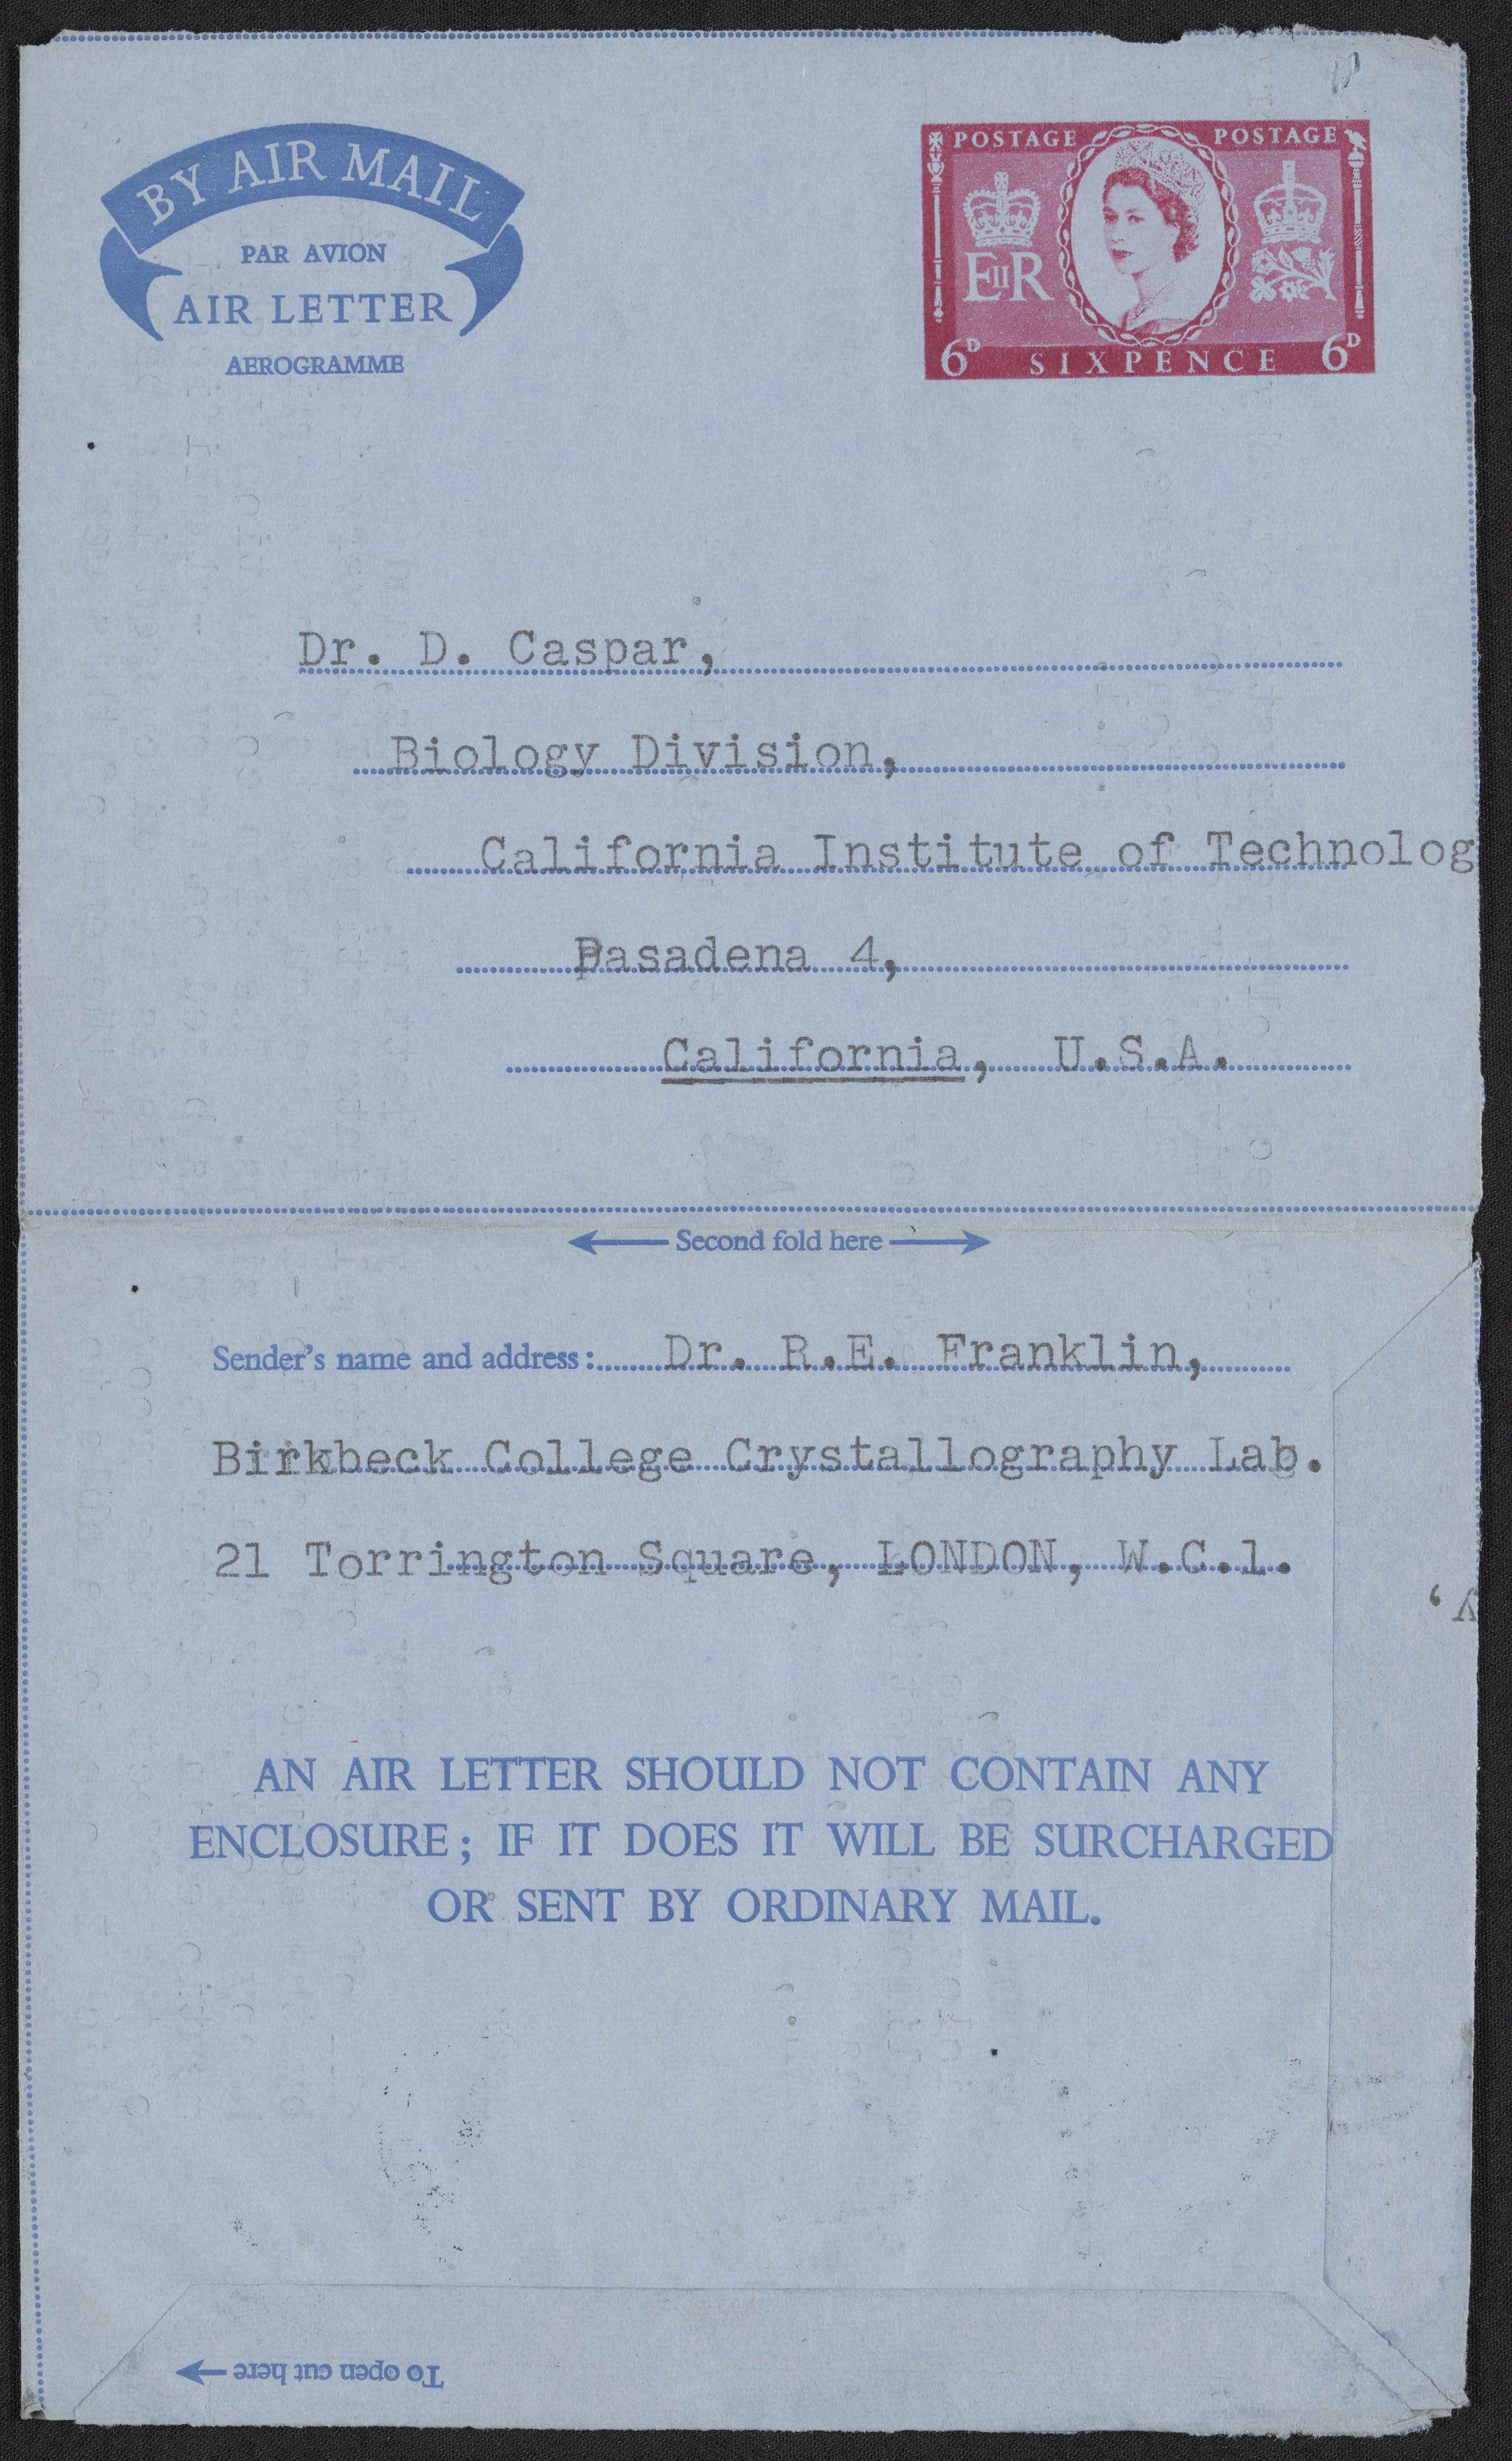 BY AIR MAIL
PAR AVION
AIR LETTER
AEROGRAMME
POSTAGE POSTAGE
E II R
6D SIXPENCE 6D
Dr. D. Caspar,
Biology Division,
California Institute of Technolog
Pasadena 4,
California, U.S.A.
Second fold here
Sender's name and address: Dr. R.E. Franklin,
Birkbeck College Crystallography Lab.
21 Torrington Square, LONDON, W.C.1.
y,
AN AIR LETTER SHOULD NOT CONTAIN ANY
ENCLOSURE; IF IT DOES IT WILL BE SURCHARGED
OR SENT BY ORDINARY MAIL.
To open cut here